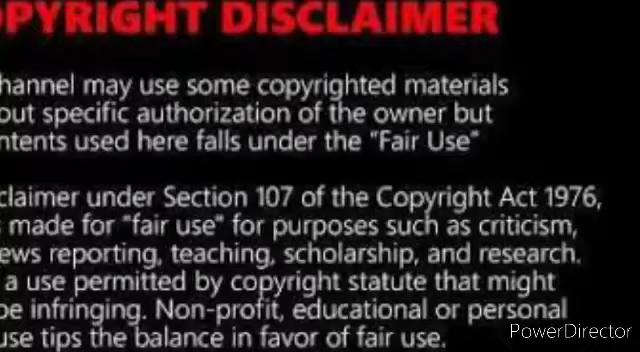 OPYRIGHT DISCLAIMER
hannel may use some copyrighted materials
out specific authorization of the owner but
ntents used here falls under the "Fair Use"
claimer under Section 107 of the Copyright Act 1976,
made for "fair use" for purposes such as criticism,
ews reporting, teaching, scholarship, and research.
a use permitted by copyright statute that might
be infringing. Non-profit, educational or personal
use tips the balance in favor of fair use.
PowerDirector